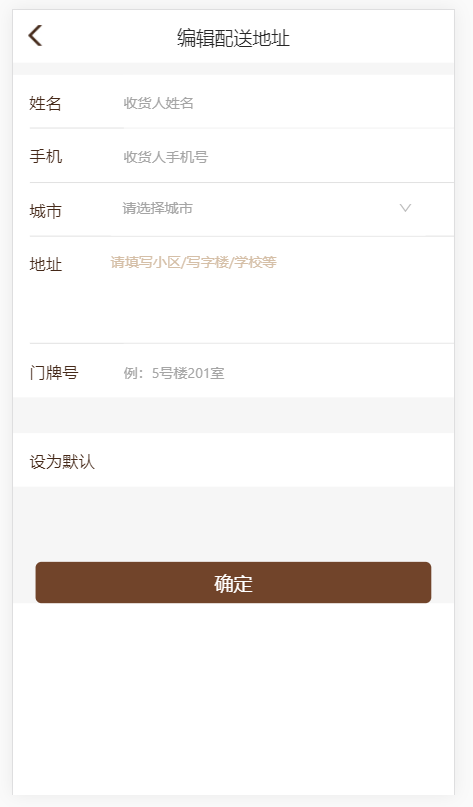 编辑配送地址
姓名 收货人姓名
手机 收货人手机号
城市 请选择城市
地址 请填写小区/写字楼/学校等
门牌号 例：5号楼201室
设为默认
确定